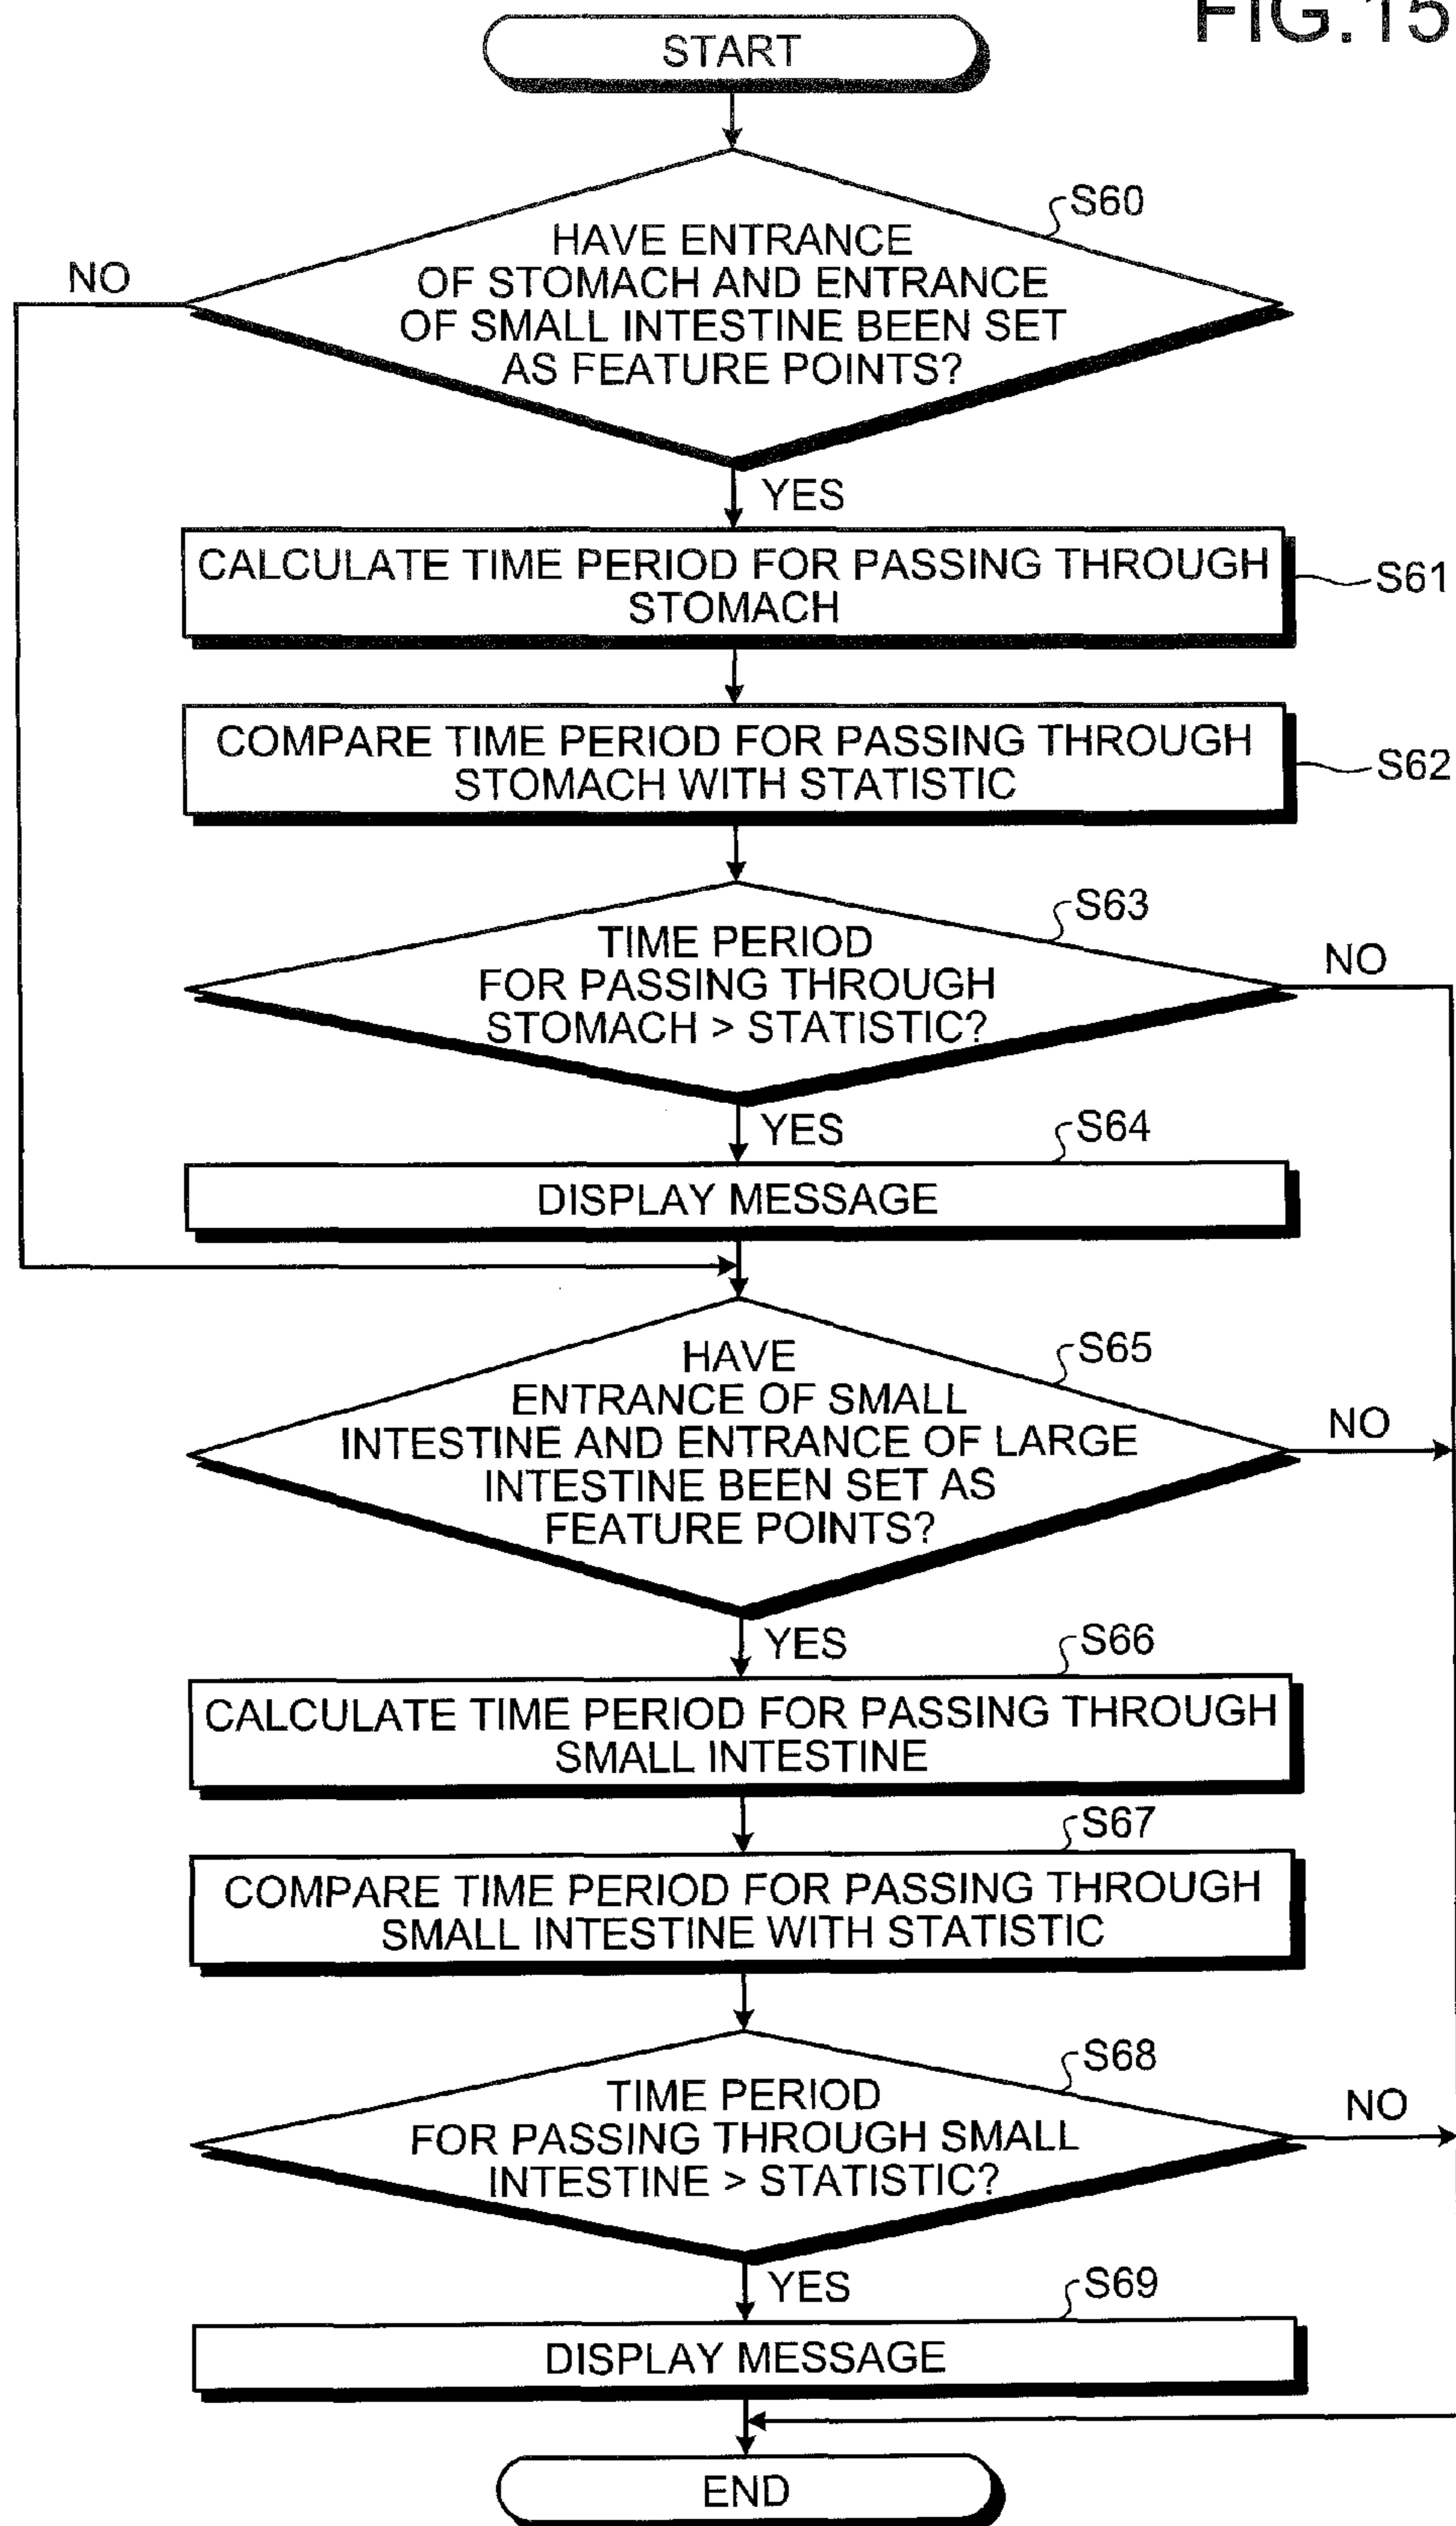 FIG.15
START
S60
HAVE ENTRANCE
OF STOMACH AND ENTRANCE
OF SMALL INTESTINE BEEN SET
AS FEATURE POINTS?
NO
YES
CALCULATE TIME PERIOD FOR PASSING THROUGH
STOMACH
S61
COMPARE TIME PERIOD FOR PASSING THROUGH
STOMACH WITH STATISTIC
S62
S63
TIME PERIOD
FOR PASSING THROUGH
STOMACH > STATISTIC?
NO
YES
S64
DISPLAY MESSAGE
S65
HAVE
ENTRANCE OF SMALL
INTESTINE AND ENTRANCE OF LARGE
INTESTINE BEEN SET AS
FEATURE POINTS?
NO
YES
S66
CALCULATE TIME PERIOD FOR PASSING THROUGH
SMALL INTESTINE
S67
COMPARE TIME PERIOD FOR PASSING THROUGH
SMALL INTESTINE WITH STATISTIC
S68
TIME PERIOD
FOR PASSING THROUGH SMALL
INTESTINE > STATISTIC?
NO
YES
S69
DISPLAY MESSAGE
END